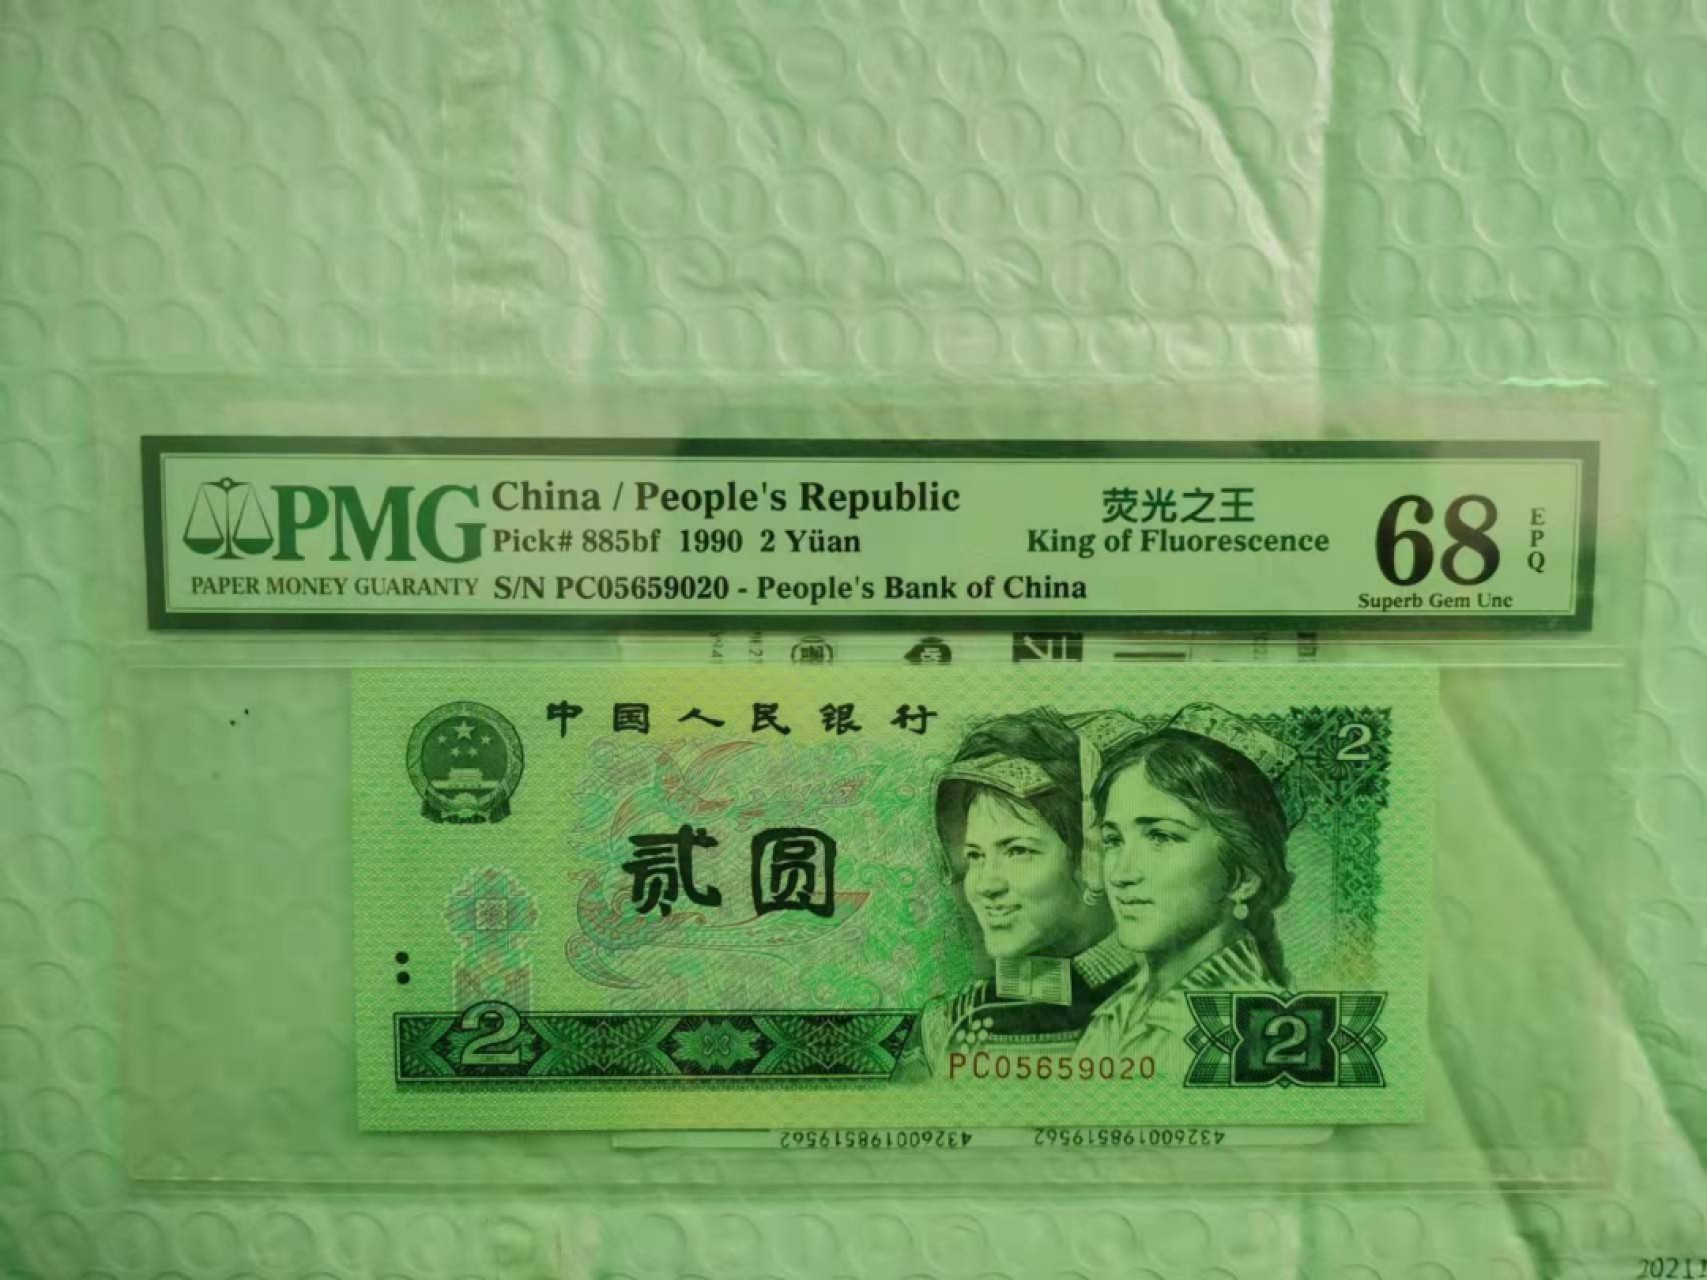 PMG
PAPER MONEY GUARANTY
China / People's Republic
Pick# 885bf 1990 2 Yüan
S/N PC05659020 - People's Bank of China
荧光之王
King of Fluorescence
68
EPQ
Superb Gem Unc
中国人民银行
2
贰圆
2
2
PC05659020
432600198519562
432600198519562